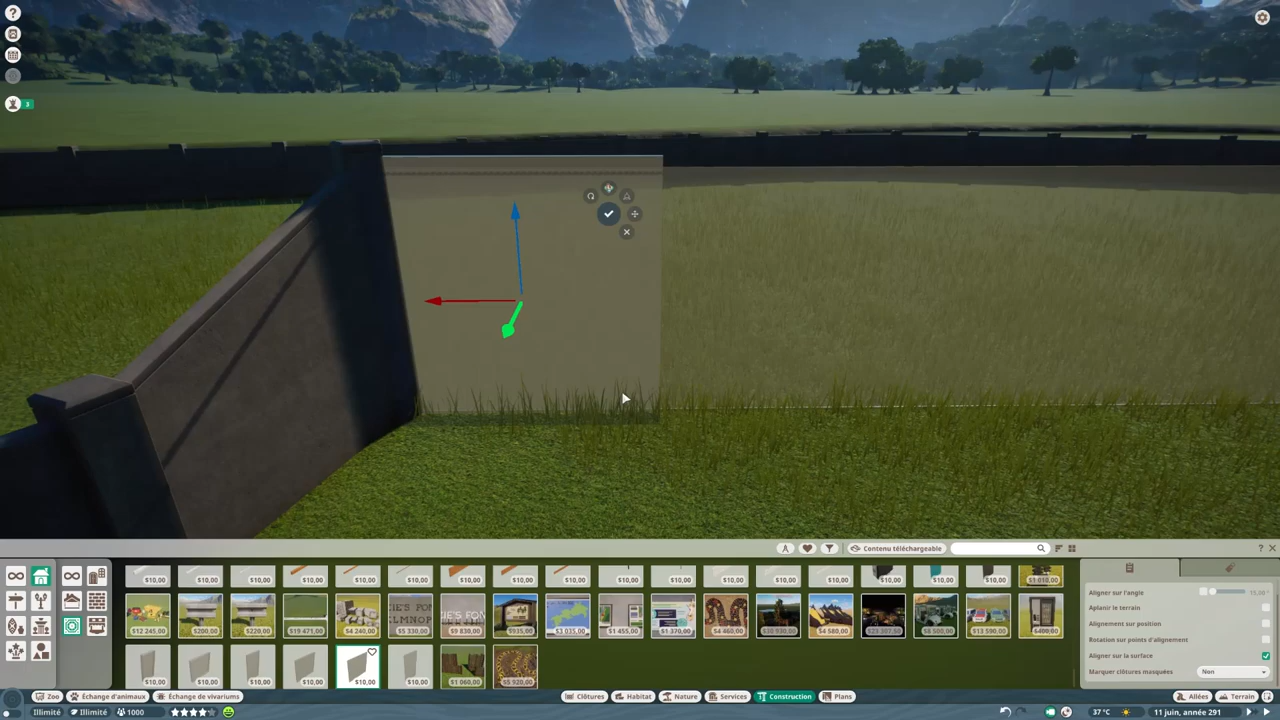 ?
3
Contenu téléchargeable
? ×
$10,00 $10,00 $10,00 $10,00 $10,00 $10,00 $10,00 $10,00 $10,00 $10,00 $10,00 $10,00 $10,00 $10,00 $10,00 $10,00 $10,00 $1 010,00
$12 245,00 $200,00 $220,00 $19 471,00 $4 240,00 $5 330,00 $9 830,00 $935,00 $3 035,00 $1 455,00 $1 370,00 $4 460,00 $10 930,00 $4 580,00 $8 500,00 $13 590,00 $400,00
$10,00 $10,00 $10,00 $10,00 $10,00 $10,00 $1 060,00 $5 920,00
Aligner sur l'angle
Aplanir le terrain
Alignement sur position
Rotation sur points d'alignement
Aligner sur la surface
Marquer clôtures masquées Non
Zoo Échange d'animaux Échange de vivariums Clôtures Habitat Nature Services Construction Plans Allées Terrain
Illimité Illimité 1000 37 °C 11 juin, année 291